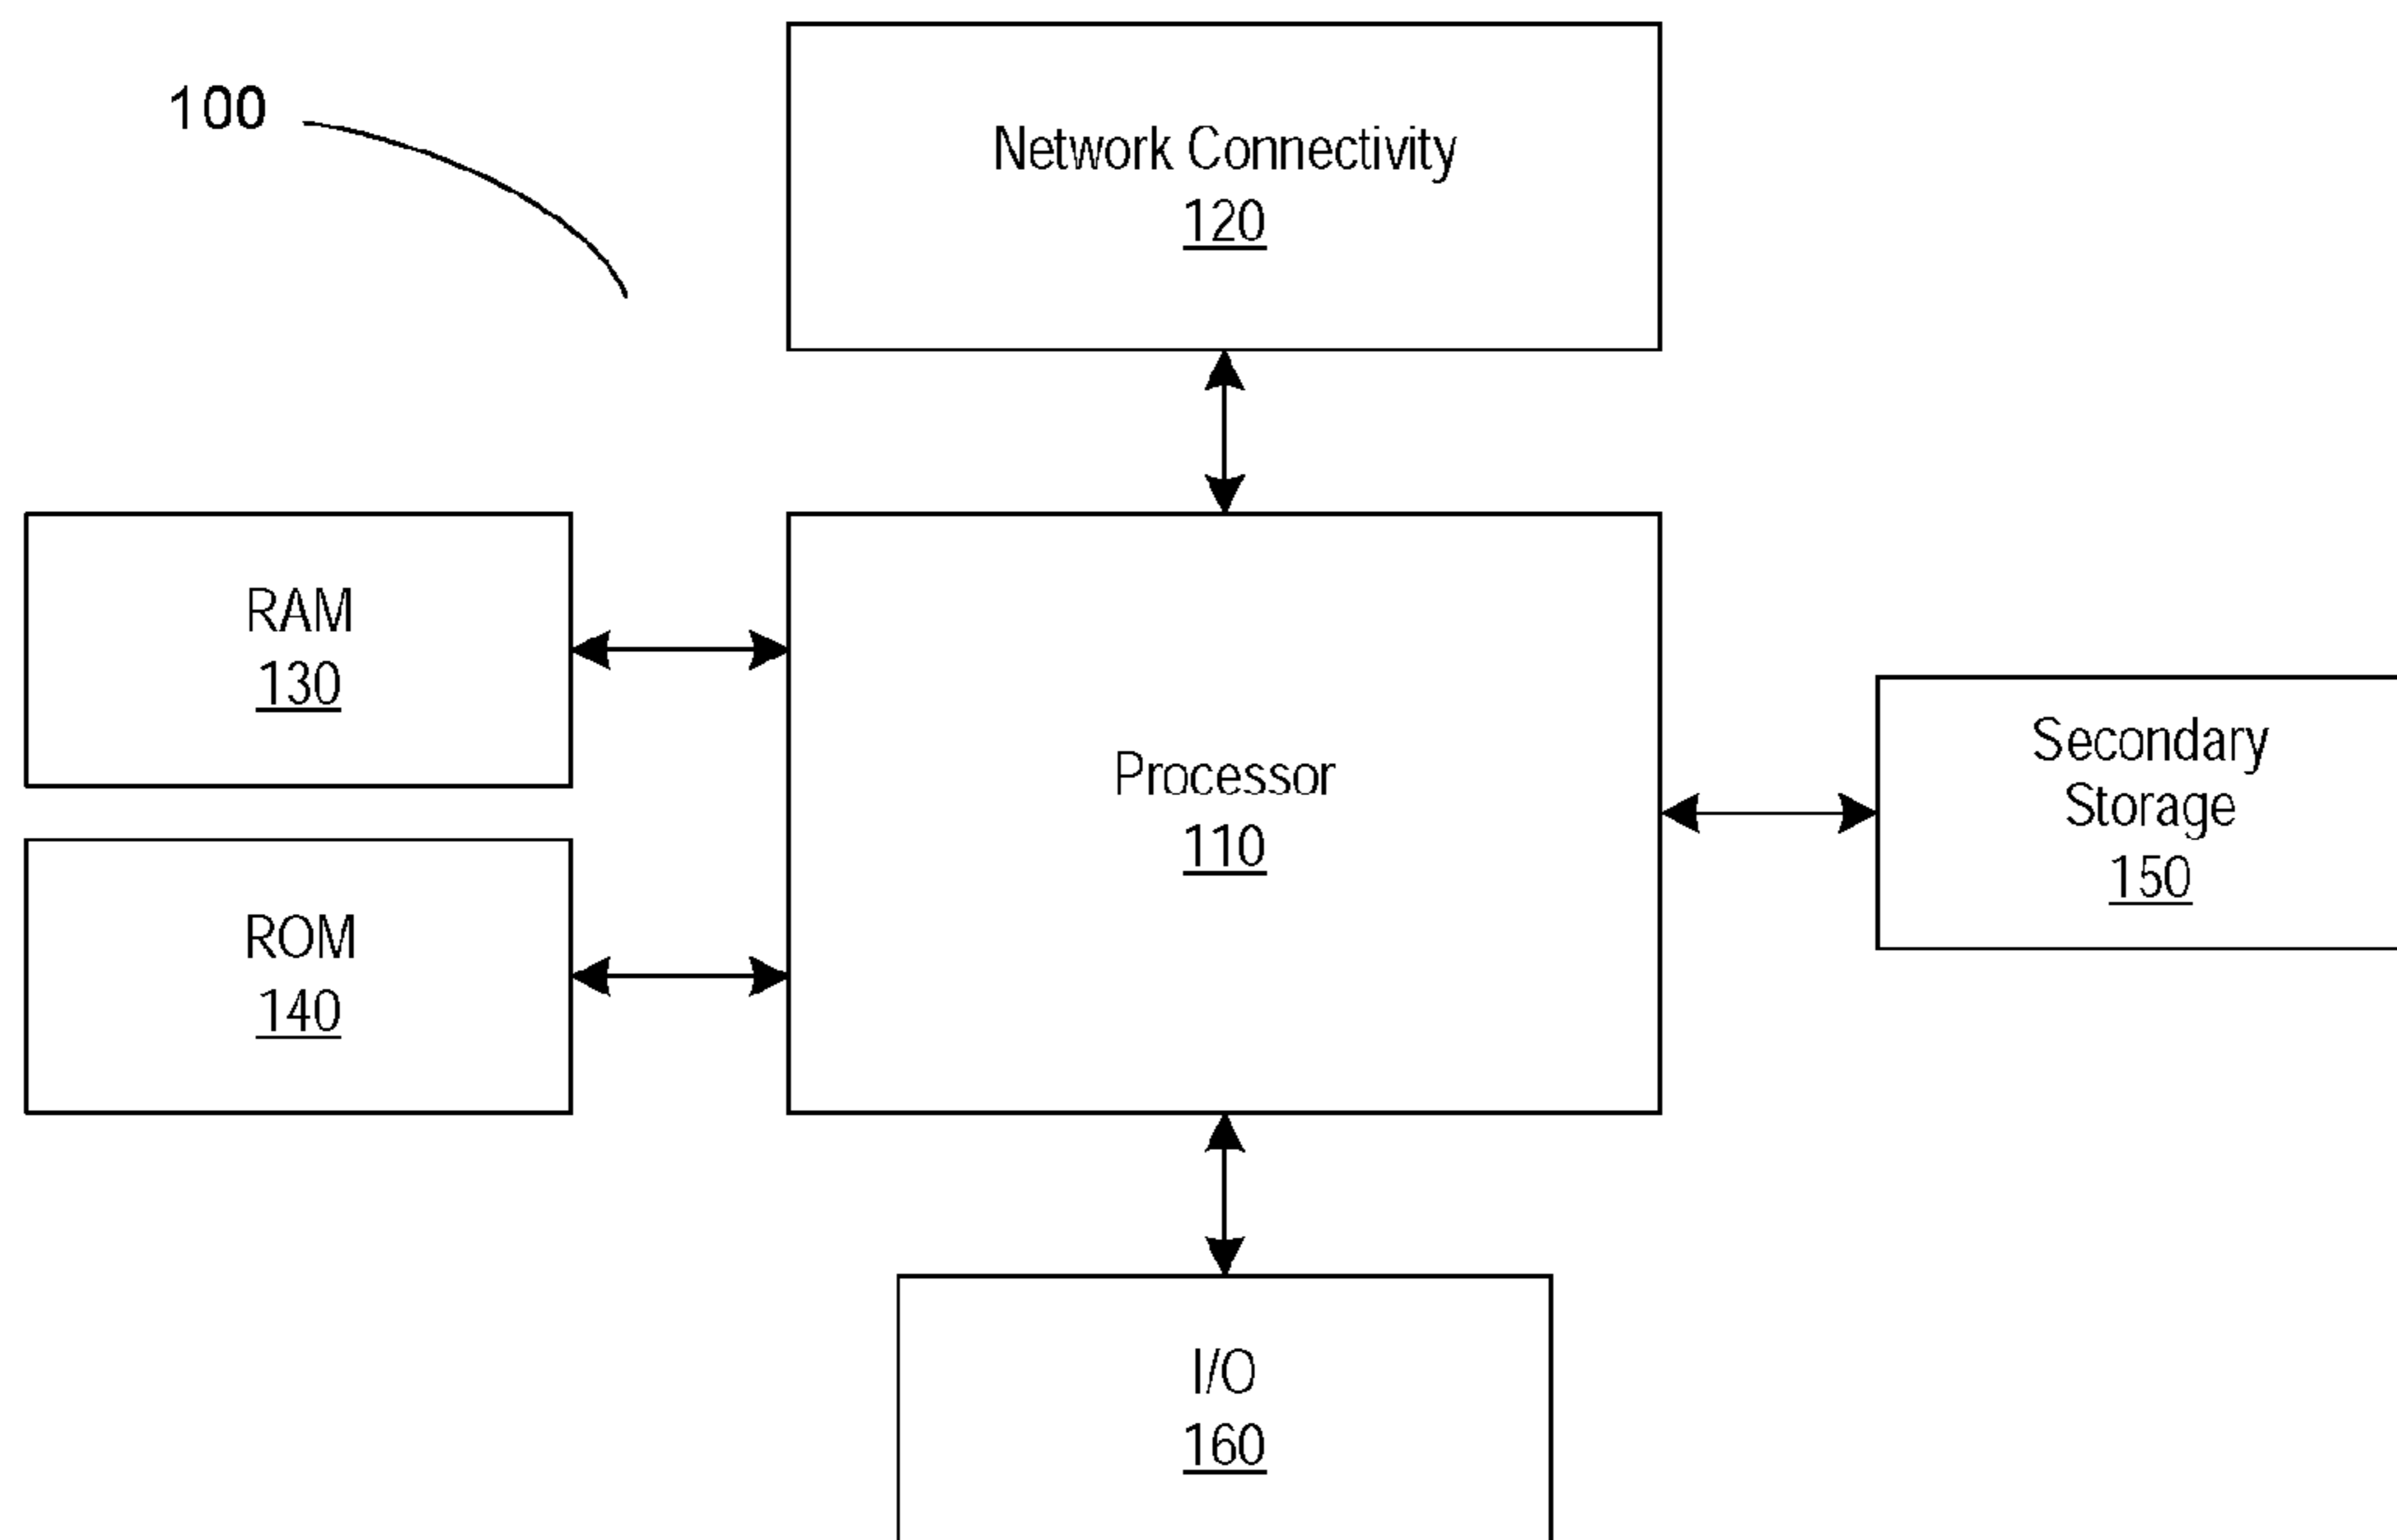 100
Network Connectivity
120
RAM
130
Processor
110
Secondary
Storage
150
ROM
140
I/O
160